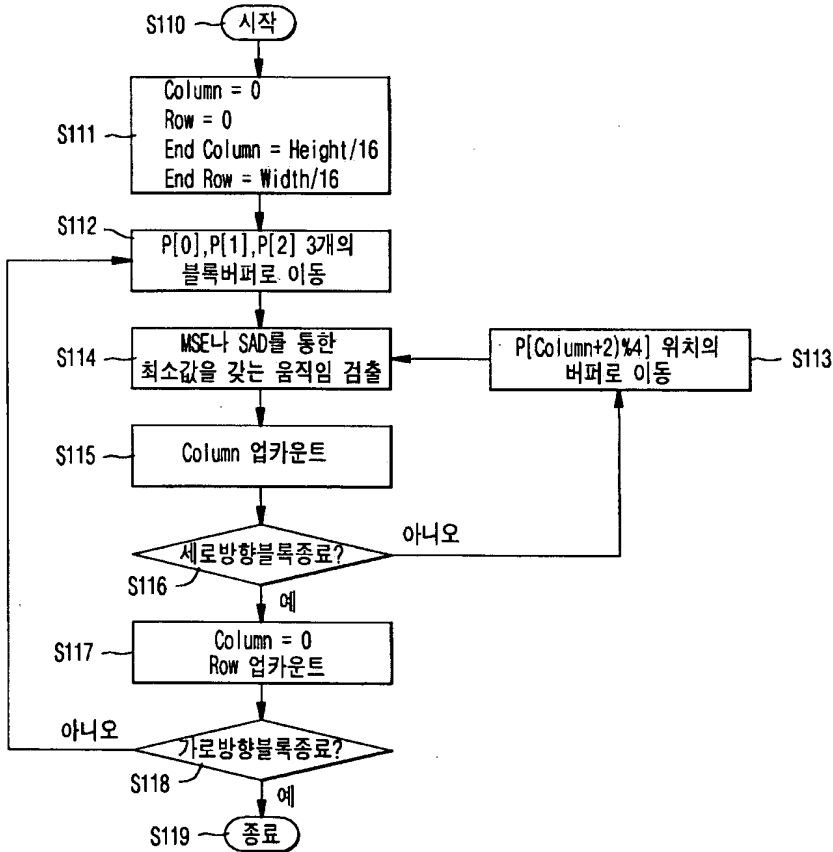 S110
시작
S111
Column = 0
Row = 0
End Column = Height/16
End Row = Width/16
S112
P[0],P[1],P[2] 3개의
블록버퍼로 이동
S114
MSE나 SAD를 통한
최소값을 갖는 움직임 검출
P[Column+2)%4] 위치의
버퍼로 이동
S113
S115
Column 업카운트
세로방향블록종료?
아니오
S116
예
S117
Column = 0
Row 업카운트
아니오
가로방향블록종료?
S118
예
S119
종료